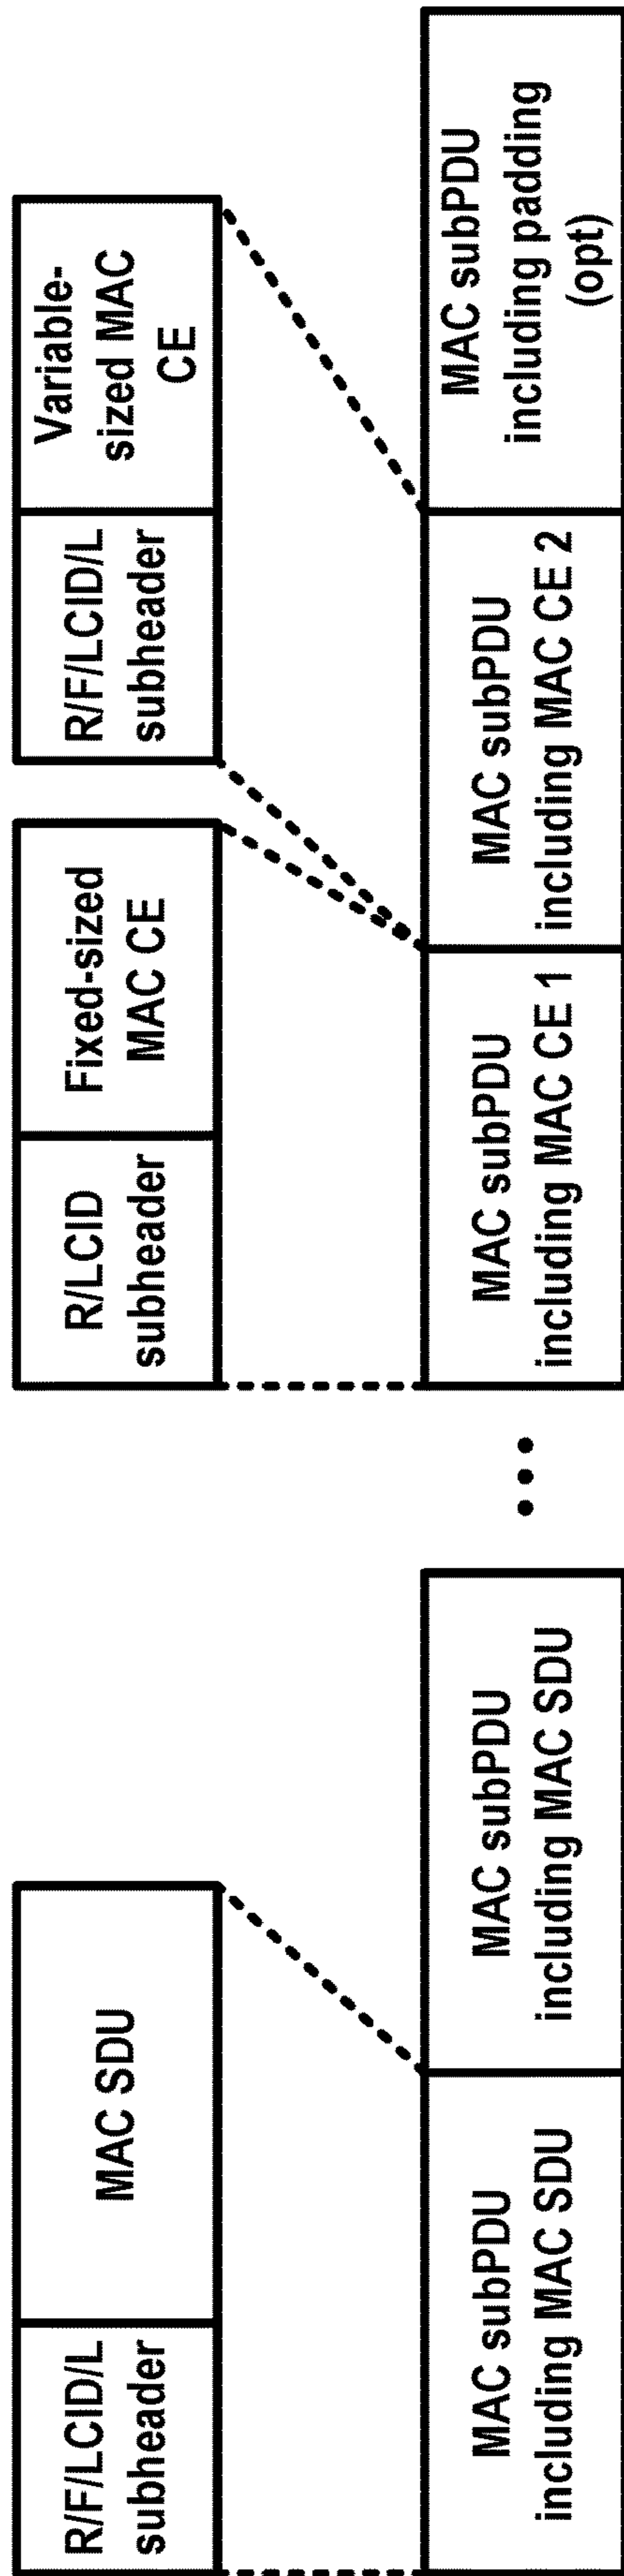 R/F/LCID/L
subheader
MAC SDU
R/LCID
subheader
Fixed-sized
MAC CE
R/F/LCID/L
subheader
Variable-
sized MAC
CE
MAC subPDU
including MAC SDU
MAC subPDU
including MAC SDU
...
MAC subPDU
including MAC CE 1
MAC subPDU
including MAC CE 2
MAC subPDU
including padding
(opt)